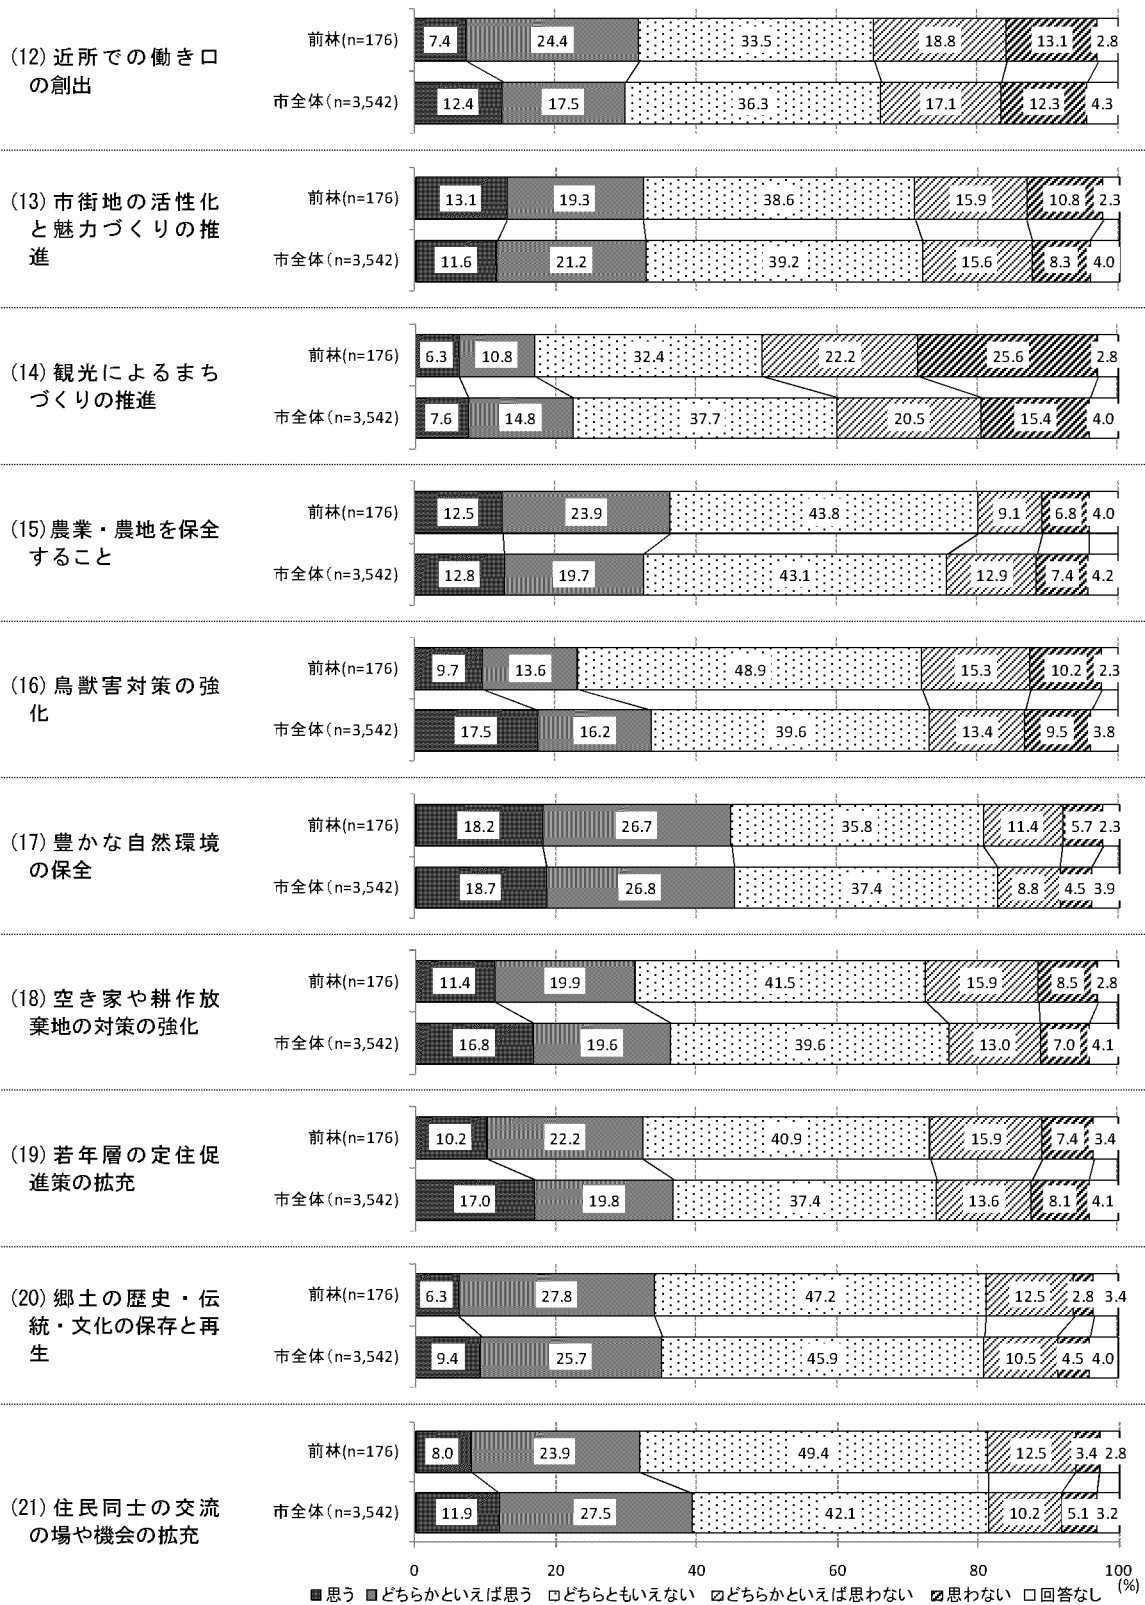 前林(n=176)
7.4 24.4 33.5 18.8 13.1 2.8
(12) 近所での働き口
の創出
市全体(n=3,542)
12.4 17.5 36.3 17.1 12.3 4.3
前林(n=176)
13.1 19.3 38.6 15.9 10.8 2.3
(13) 市街地の活性化
と魅力づくりの推
進
市全体(n=3,542)
11.6 21.2 39.2 15.6 8.3 4.0
前林(n=176)
6.3 10.8 32.4 22.2 25.6 2.8
(14) 観光によるまち
づくりの推進
市全体(n=3,542)
7.6 14.8 37.7 20.5 15.4 4.0
前林(n=176)
12.5 23.9 43.8 9.1 6.8 4.0
(15) 農業・農地を保全
すること
市全体(n=3,542)
12.8 19.7 43.1 12.9 7.4 4.2
前林(n=176)
9.7 13.6 48.9 15.3 10.2 2.3
(16) 鳥獣害対策の強
化
市全体(n=3,542)
17.5 16.2 39.6 13.4 9.5 3.8
前林(n=176)
18.2 26.7 35.8 11.4 5.7 2.3
(17) 豊かな自然環境
の保全
市全体(n=3,542)
18.7 26.8 37.4 8.8 4.5 3.9
前林(n=176)
11.4 19.9 41.5 15.9 8.5 2.8
(18) 空き家や耕作放
棄地の対策の強化
市全体(n=3,542)
16.8 19.6 39.6 13.0 7.0 4.1
前林(n=176)
10.2 22.2 40.9 15.9 7.4 3.4
(19) 若年層の定住促
進策の拡充
市全体(n=3,542)
17.0 19.8 37.4 13.6 8.1 4.1
前林(n=176)
6.3 27.8 47.2 12.5 2.8 3.4
(20) 郷土の歴史・伝
統・文化の保存と再
生
市全体(n=3,542)
9.4 25.7 45.9 10.5 4.5 4.0
前林(n=176)
8.0 23.9 49.4 12.5 3.4 2.8
(21) 住民同士の交流
の場や機会の拡充
市全体(n=3,542)
11.9 27.5 42.1 10.2 5.1 3.2
0 20 40 60 80 100
(%)
思う どちらかといえば思う どちらともいえない どちらかといえば思わない 思わない 回答なし